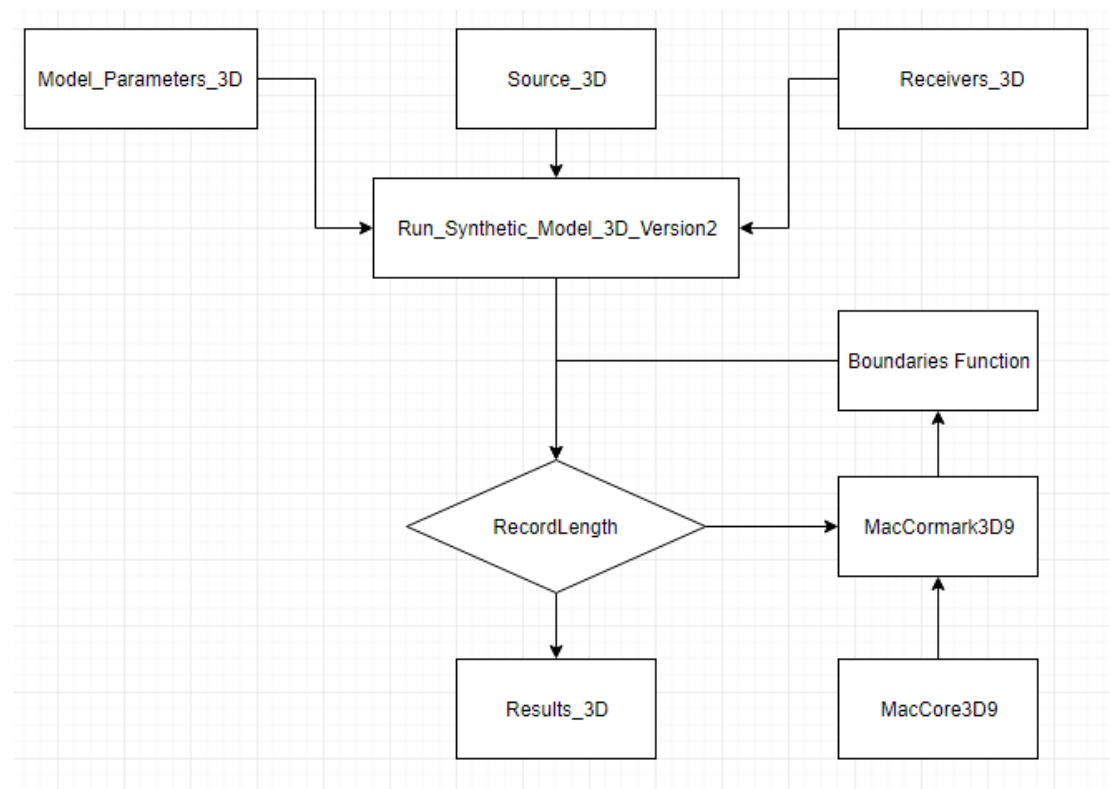 Model_Parameters_3D
Source_3D
Receivers_3D
Run_Synthetic_Model_3D_Version2
Boundaries Function
RecordLength
MacCormark3D9
Results_3D
MacCore3D9